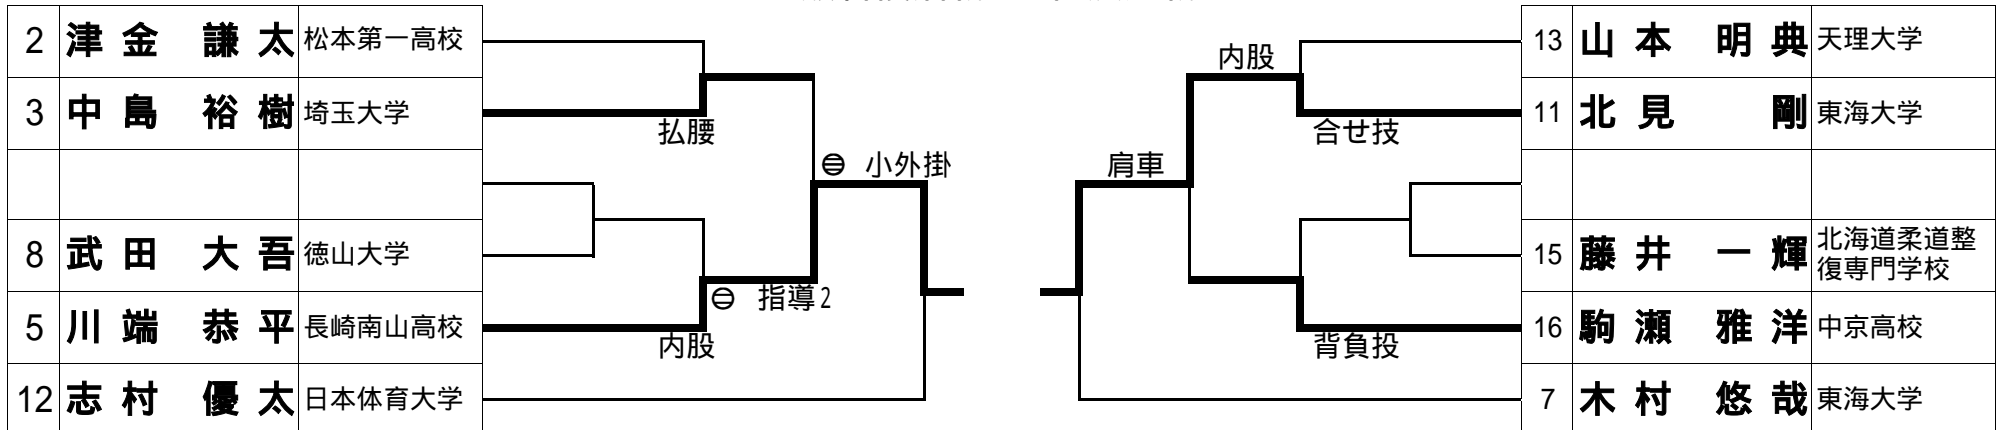 2 津金 謙太 松本第一高校
3 中島 裕樹 埼玉大学
8 武田 大吾 徳山大学
5 川端 恭平 長崎南山高校
12 志村 優太 日本体育大学
払腰
㊂ 小外掛
㊀ 指導2
内股
内股
合せ技
肩車
背負投
13 山本 明典 天理大学
11 北見 剛 東海大学
15 藤井 一輝 北海道柔道整
復専門学校
16 駒瀬 雅洋 中京高校
7 木村 悠哉 東海大学